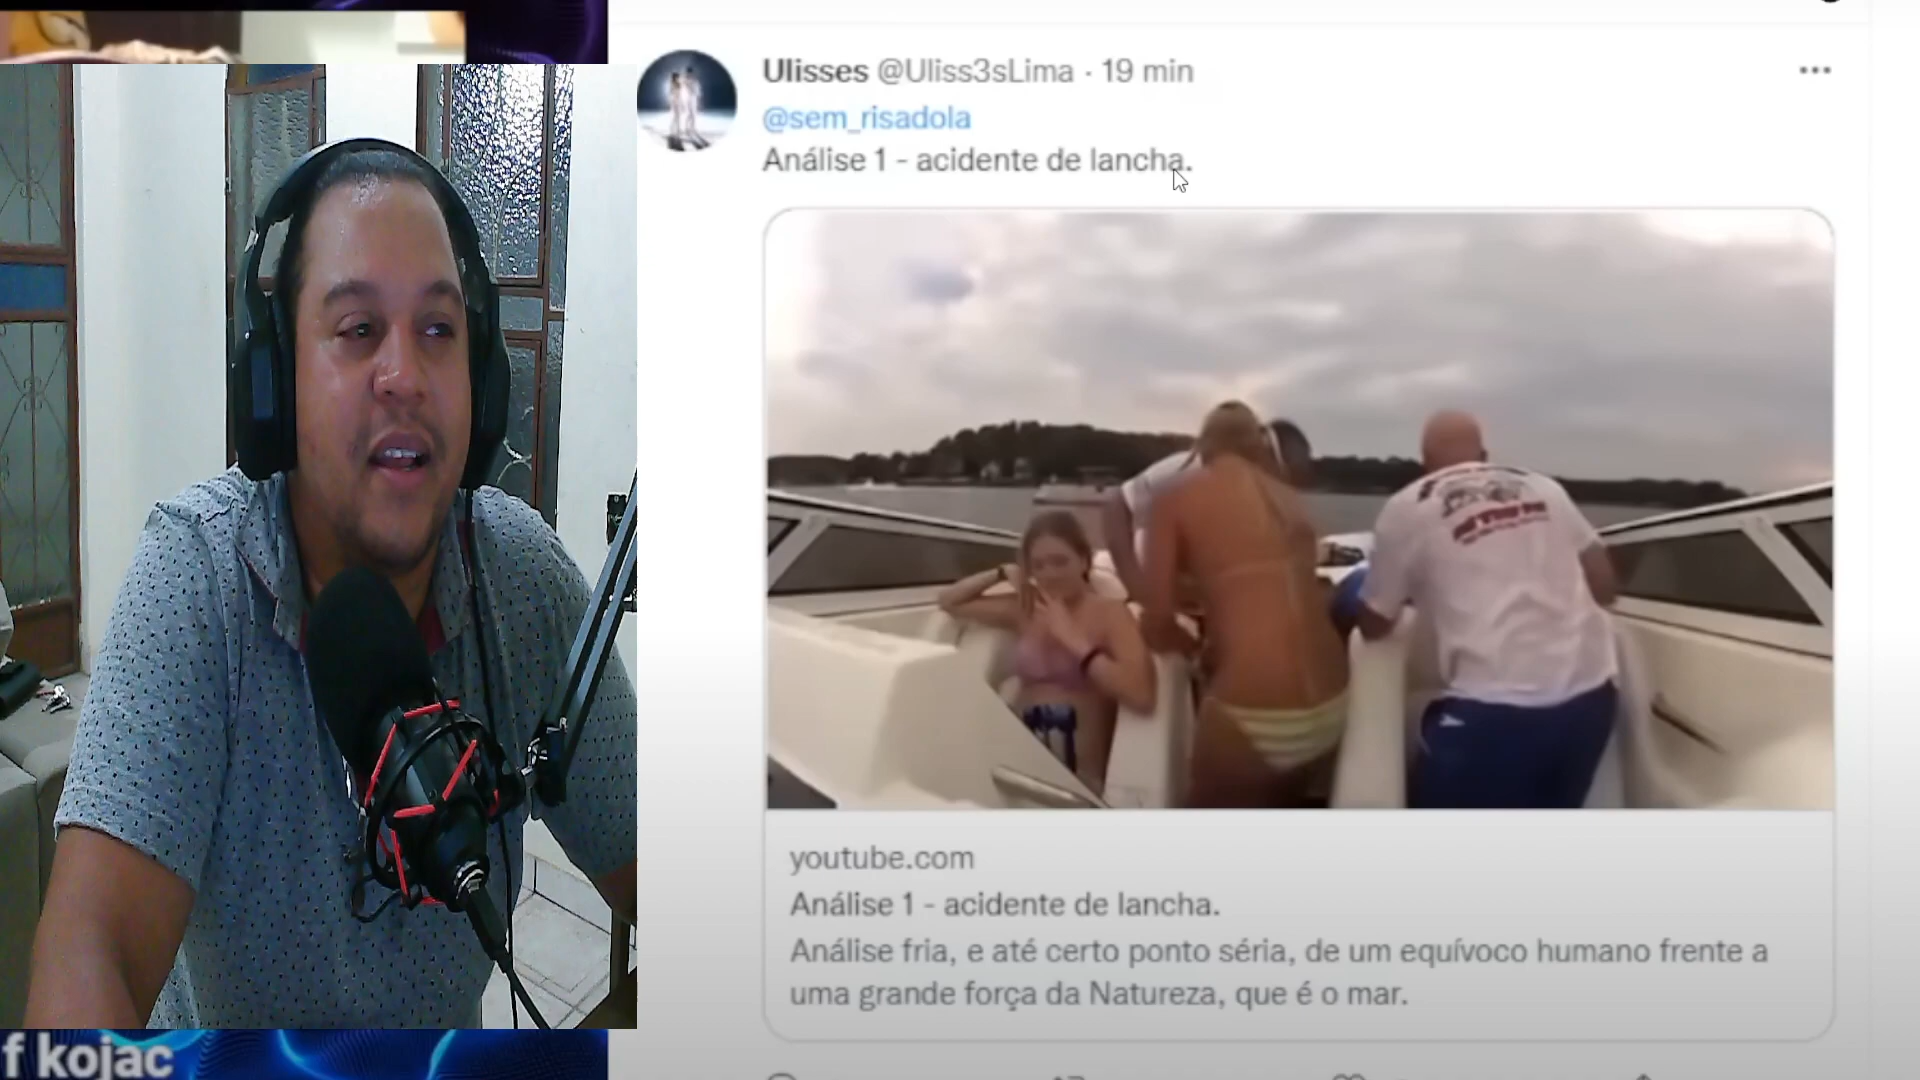 Ulisses @Uliss3sLima · 19 min
@sem_risadola
Análise 1 - acidente de lancha.
youtube.com
Análise 1 - acidente de lancha.
Análise fria, e até certo ponto séria, de um equívoco humano frente a
uma grande força da Natureza, que é o mar.
f kojac